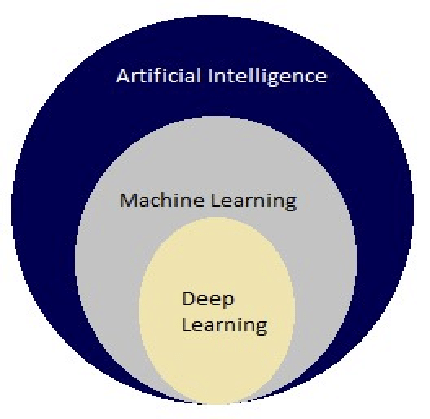 Artificial Intelligence
Machine Learning
Deep
Learning